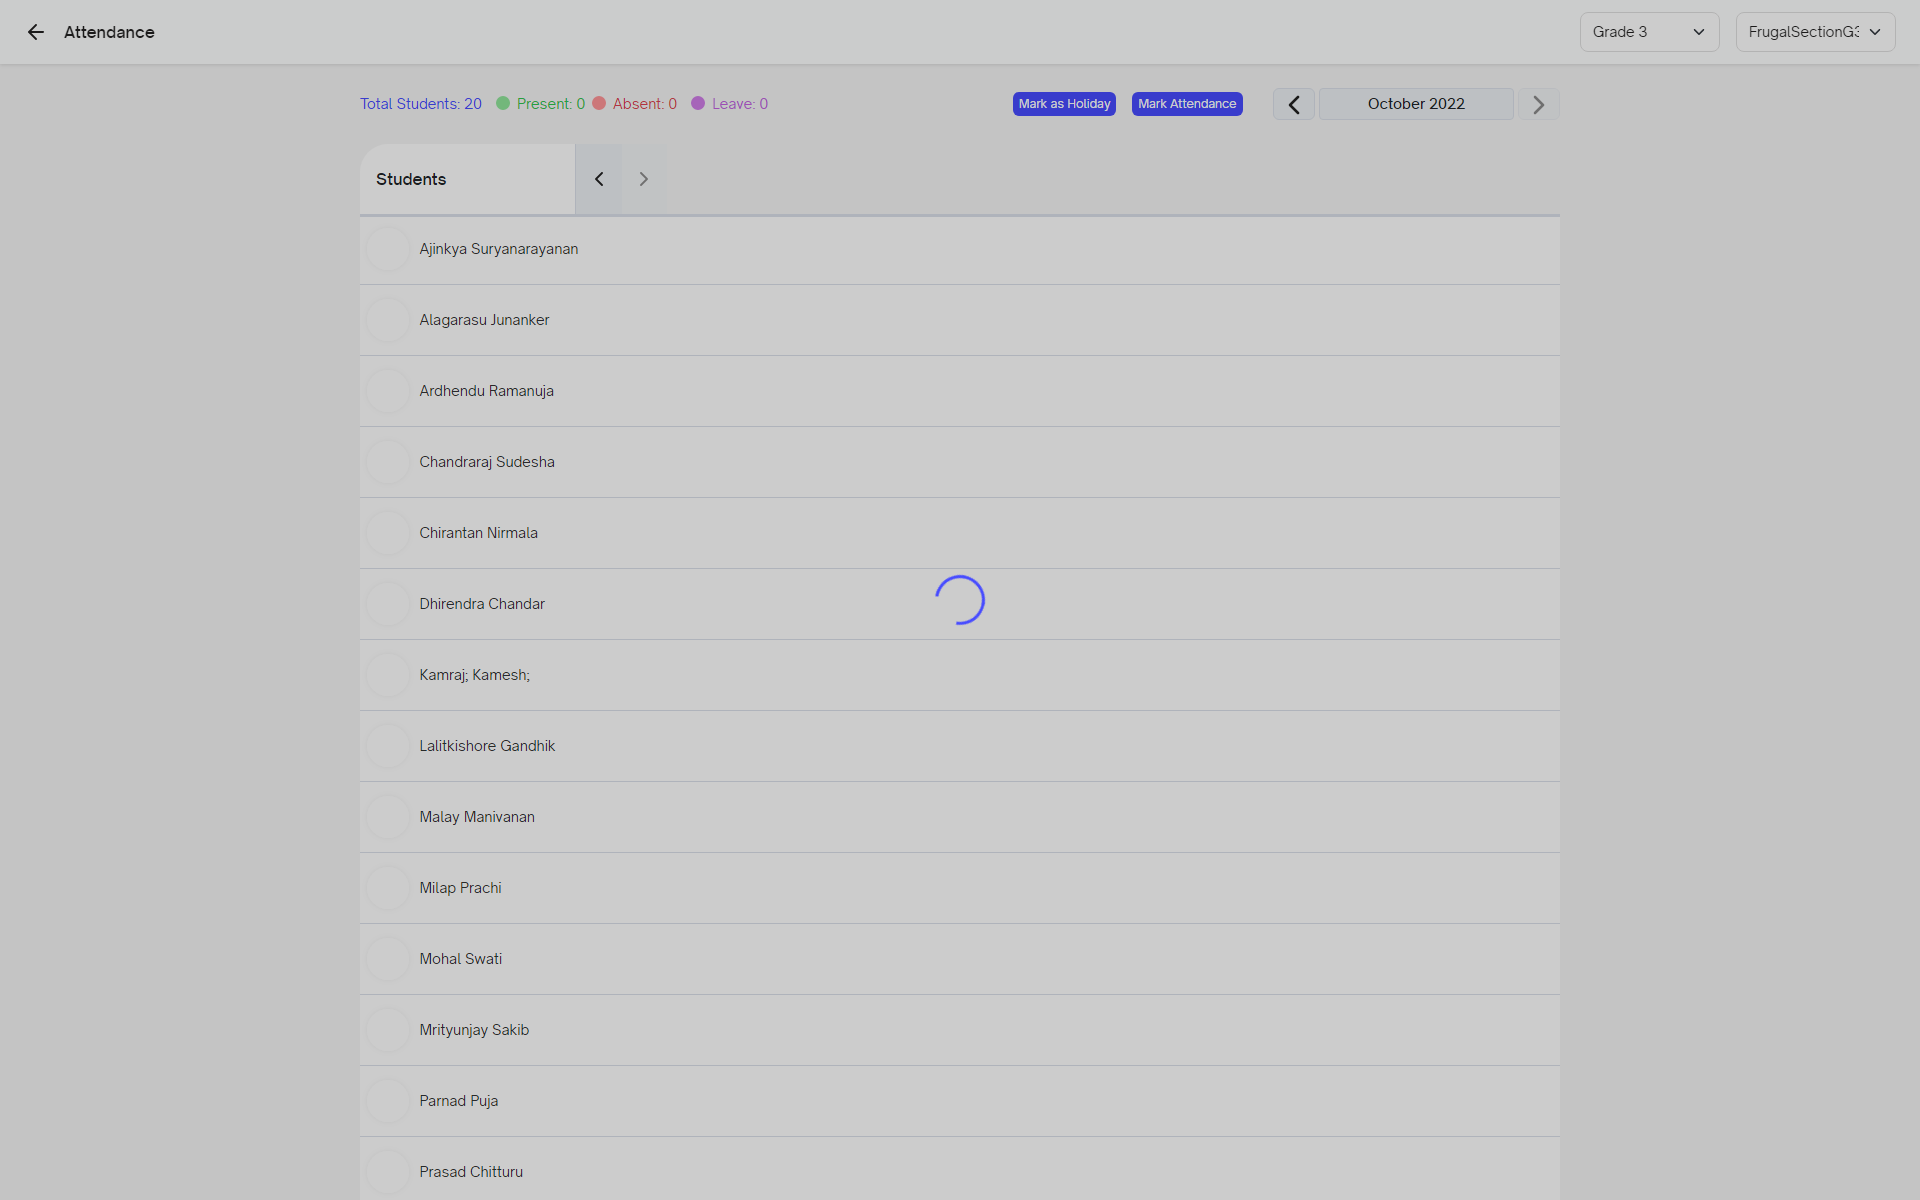 Attendance
Grade 3
FrugalSectionG3
Total Students: 20 Present: 0 Absent: 0 Leave: 0
Mark as Holiday Mark Attendance October 2022
Students
Ajinkya Suryanarayanan
Alagarasu Junanker
Ardhendu Ramanuja
Chandraraj Sudesha
Chirantan Nirmala
Dhirendra Chandar
Kamraj; Kamesh;
Lalitkishore Gandhik
Malay Manivanan
Milap Prachi
Mohal Swati
Mrityunjay Sakib
Parnad Puja
Prasad Chitturu